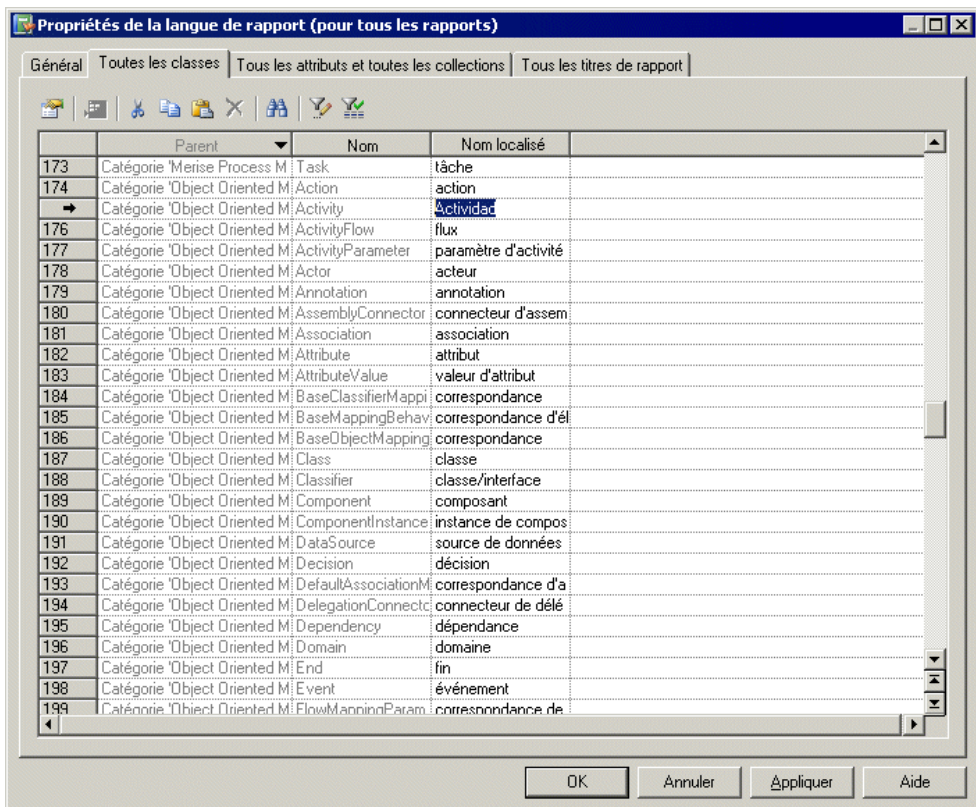 Propriétés de la langue de rapport (pour tous les rapports)
Général Toutes les classes Tous les attributs et toutes les collections Tous les titres de rapport
Parent Nom Nom localisé
173 Catégorie 'Merise Process M Task tâche
174 Catégorie 'Object Oriented M Action action
Catégorie 'Object Oriented M Activity Actividad
176 Catégorie 'Object Oriented M ActivityFlow flux
177 Catégorie 'Object Oriented M ActivityParameter paramètre d'activité
178 Catégorie 'Object Oriented M Actor acteur
179 Catégorie 'Object Oriented M Annotation annotation
180 Catégorie 'Object Oriented M AssemblyConnector connecteur d'assem
181 Catégorie 'Object Oriented M Association association
182 Catégorie 'Object Oriented M Attribute attribut
183 Catégorie 'Object Oriented M AttributeValue valeur d'attribut
184 Catégorie 'Object Oriented M BaseClassifierMappi correspondance
185 Catégorie 'Object Oriented M BaseMappingBehav correspondance d'él
186 Catégorie 'Object Oriented M BaseObjectMapping correspondance
187 Catégorie 'Object Oriented M Class classe
188 Catégorie 'Object Oriented M Classifier classe/interface
189 Catégorie 'Object Oriented M Component composant
190 Catégorie 'Object Oriented M ComponentInstance instance de compos
191 Catégorie 'Object Oriented M DataSource source de données
192 Catégorie 'Object Oriented M Decision décision
193 Catégorie 'Object Oriented M DefaultAssociationM correspondance d'a
194 Catégorie 'Object Oriented M DelegationConnectc connecteur de délé
195 Catégorie 'Object Oriented M Dependency dépendance
196 Catégorie 'Object Oriented M Domain domaine
197 Catégorie 'Object Oriented M End fin
198 Catégorie 'Object Oriented M Event événement
199 Catégorie 'Object Oriented M FlowMappingParam correspondance de
OK Annuler Appliquer Aide